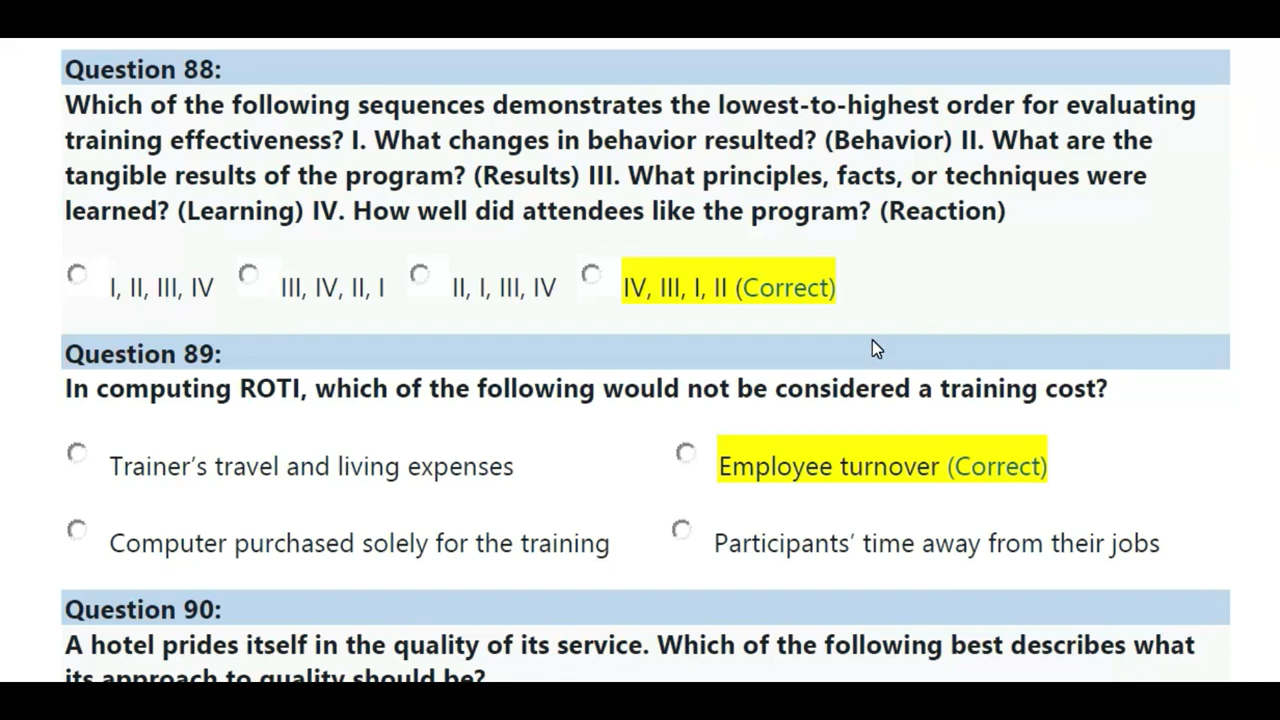 Question 88:
Which of the following sequences demonstrates the lowest-to-highest order for evaluating
training effectiveness? I. What changes in behavior resulted? (Behavior) II. What are the
tangible results of the program? (Results) III. What principles, facts, or techniques were
learned? (Learning) IV. How well did attendees like the program? (Reaction)
I, II, III, IV III, IV, II, I II, I, III, IV IV, III, I, II (Correct)
Question 89:
In computing ROTI, which of the following would not be considered a training cost?
Trainer’s travel and living expenses Employee turnover (Correct)
Computer purchased solely for the training Participants’ time away from their jobs
Question 90:
A hotel prides itself in the quality of its service. Which of the following best describes what
its approach to quality should be?